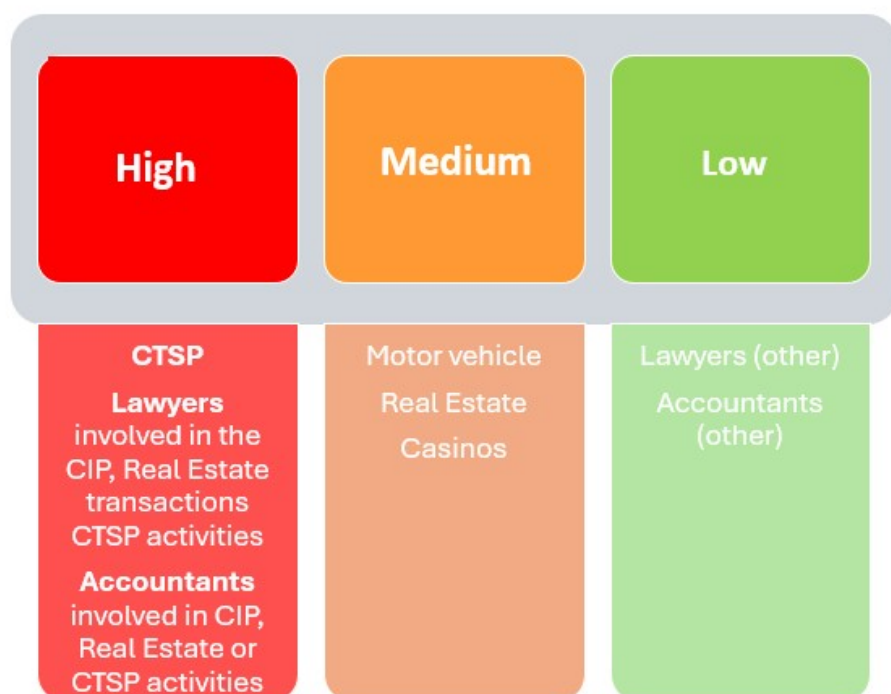 High
Medium
Low
CTSP
Lawyers
involved in the
CIP, Real Estate
transactions
CTSP activities
Accountants
involved in CIP,
Real Estate or
CTSP activities
Motor vehicle
Real Estate
Casinos
Lawyers (other)
Accountants
(other)